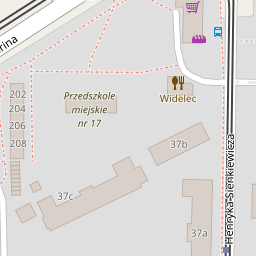 rina
Widelec
Przedszkole
miejskie
nr 17
202
204
206
208
37b
37c
37a
Henryka Sienkiewicza